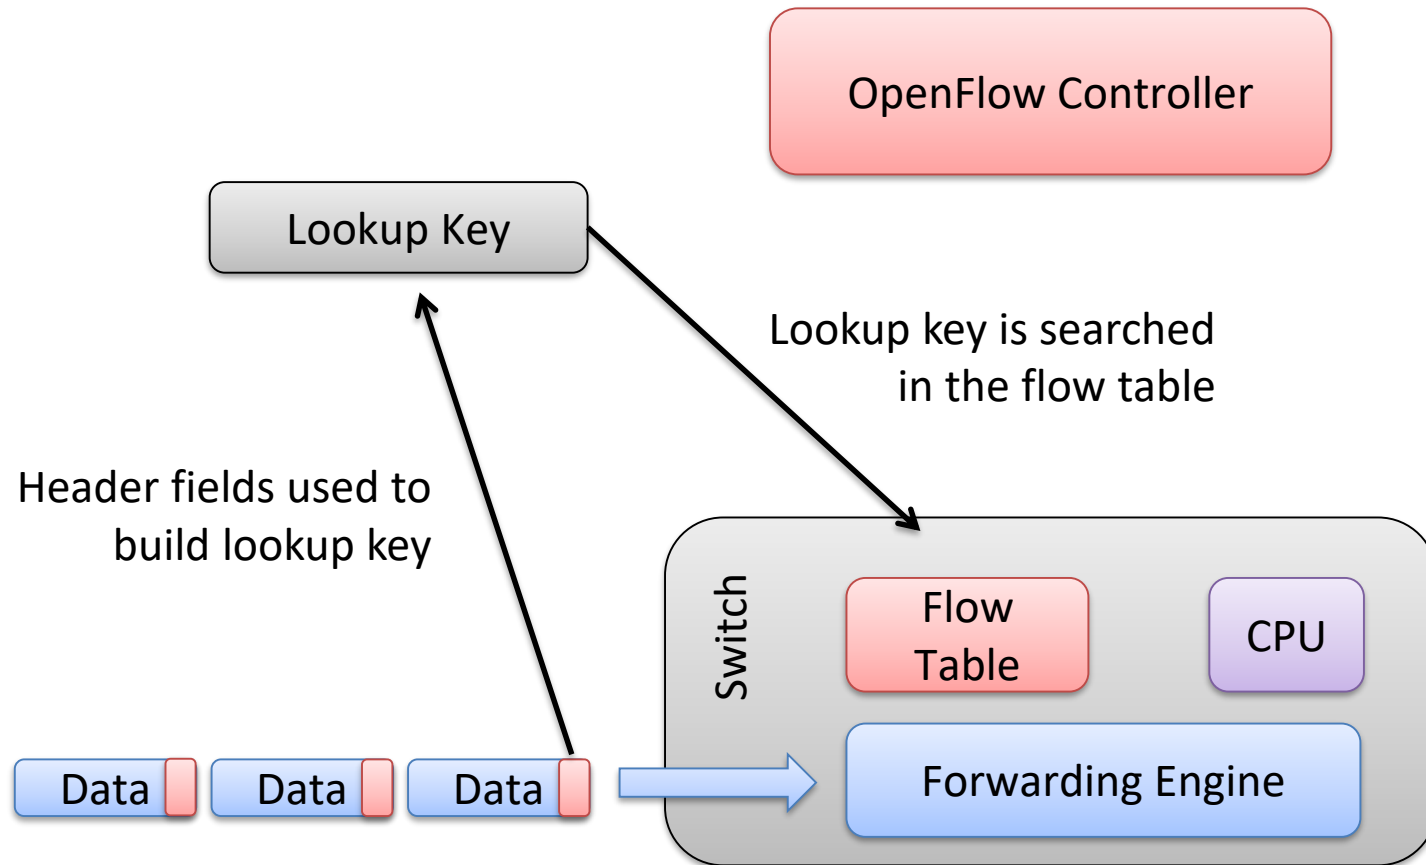 OpenFlow Controller
Lookup Key
Lookup key is searched
in the flow table
Header fields used to
build lookup key
Switch
Flow
Table
CPU
Data
Data
Data
Forwarding Engine